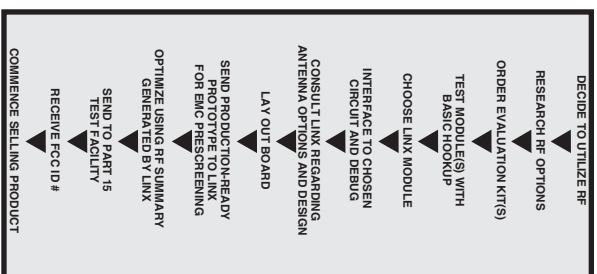 DECIDE TO UTILIZE RF
RESEARCH RF OPTIONS
ORDER EVALUATION KIT(S)
TEST MODULE(S) WITH
BASIC HOOKUP
CHOOSE LINX MODULE
INTERFACE TO CHOSEN
CIRCUIT AND DEBUG
CONSULT LINX REGARDING
ANTENNA OPTIONS AND DESIGN
LAY OUT BOARD
SEND PRODUCTION-READY
PROTOTYPE TO LINX
FOR EMC PRESCREENING
OPTIMIZE USING RF SUMMARY
GENERATED BY LINX
SEND TO PART 15
TEST FACILITY
RECEIVE FCC ID #
COMMENCE SELLING PRODUCT